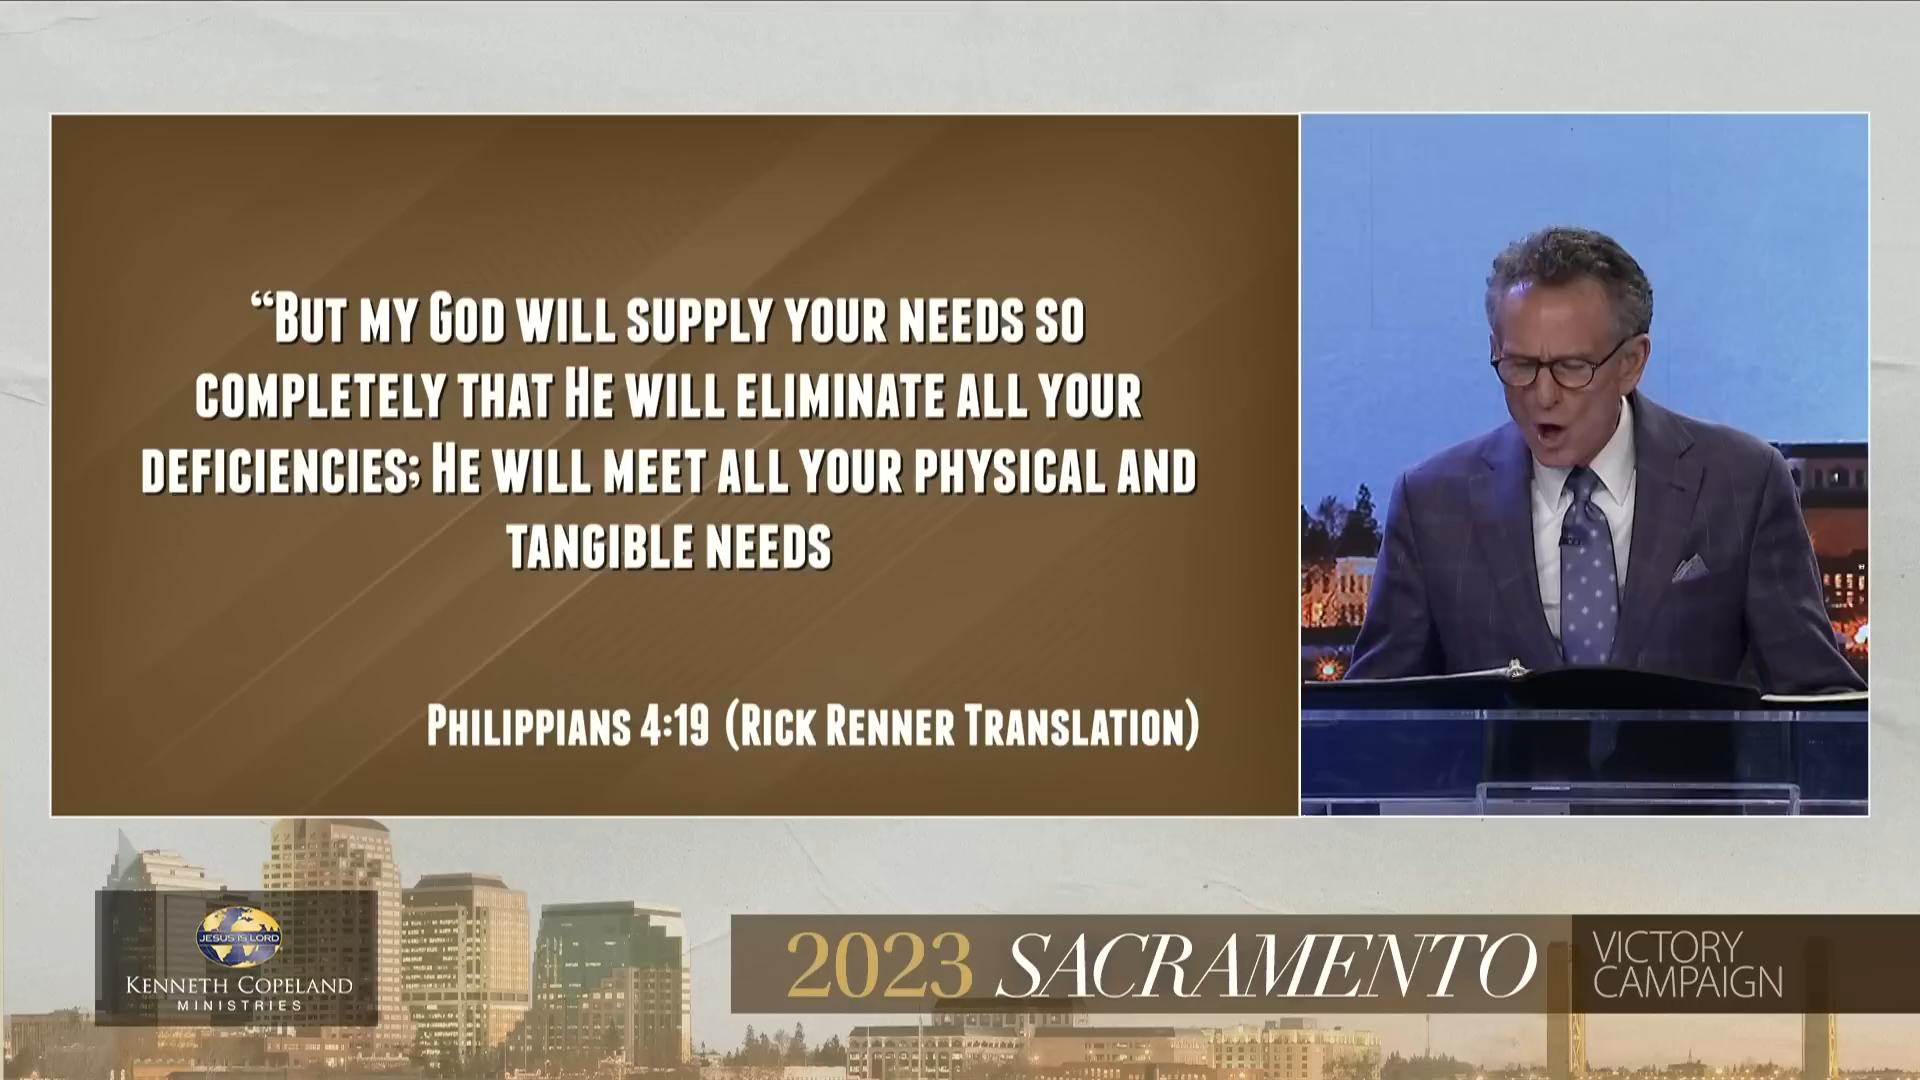 “But my God will supply your needs so
completely that He will eliminate all your
deficiencies; He will meet all your physical and
tangible needs
Philippians 4:19 (Rick Renner Translation)
JESUS IS LORD
Kenneth Copeland
MINISTRIES
2023 SACRAMENTO
VICTORY
CAMPAIGN